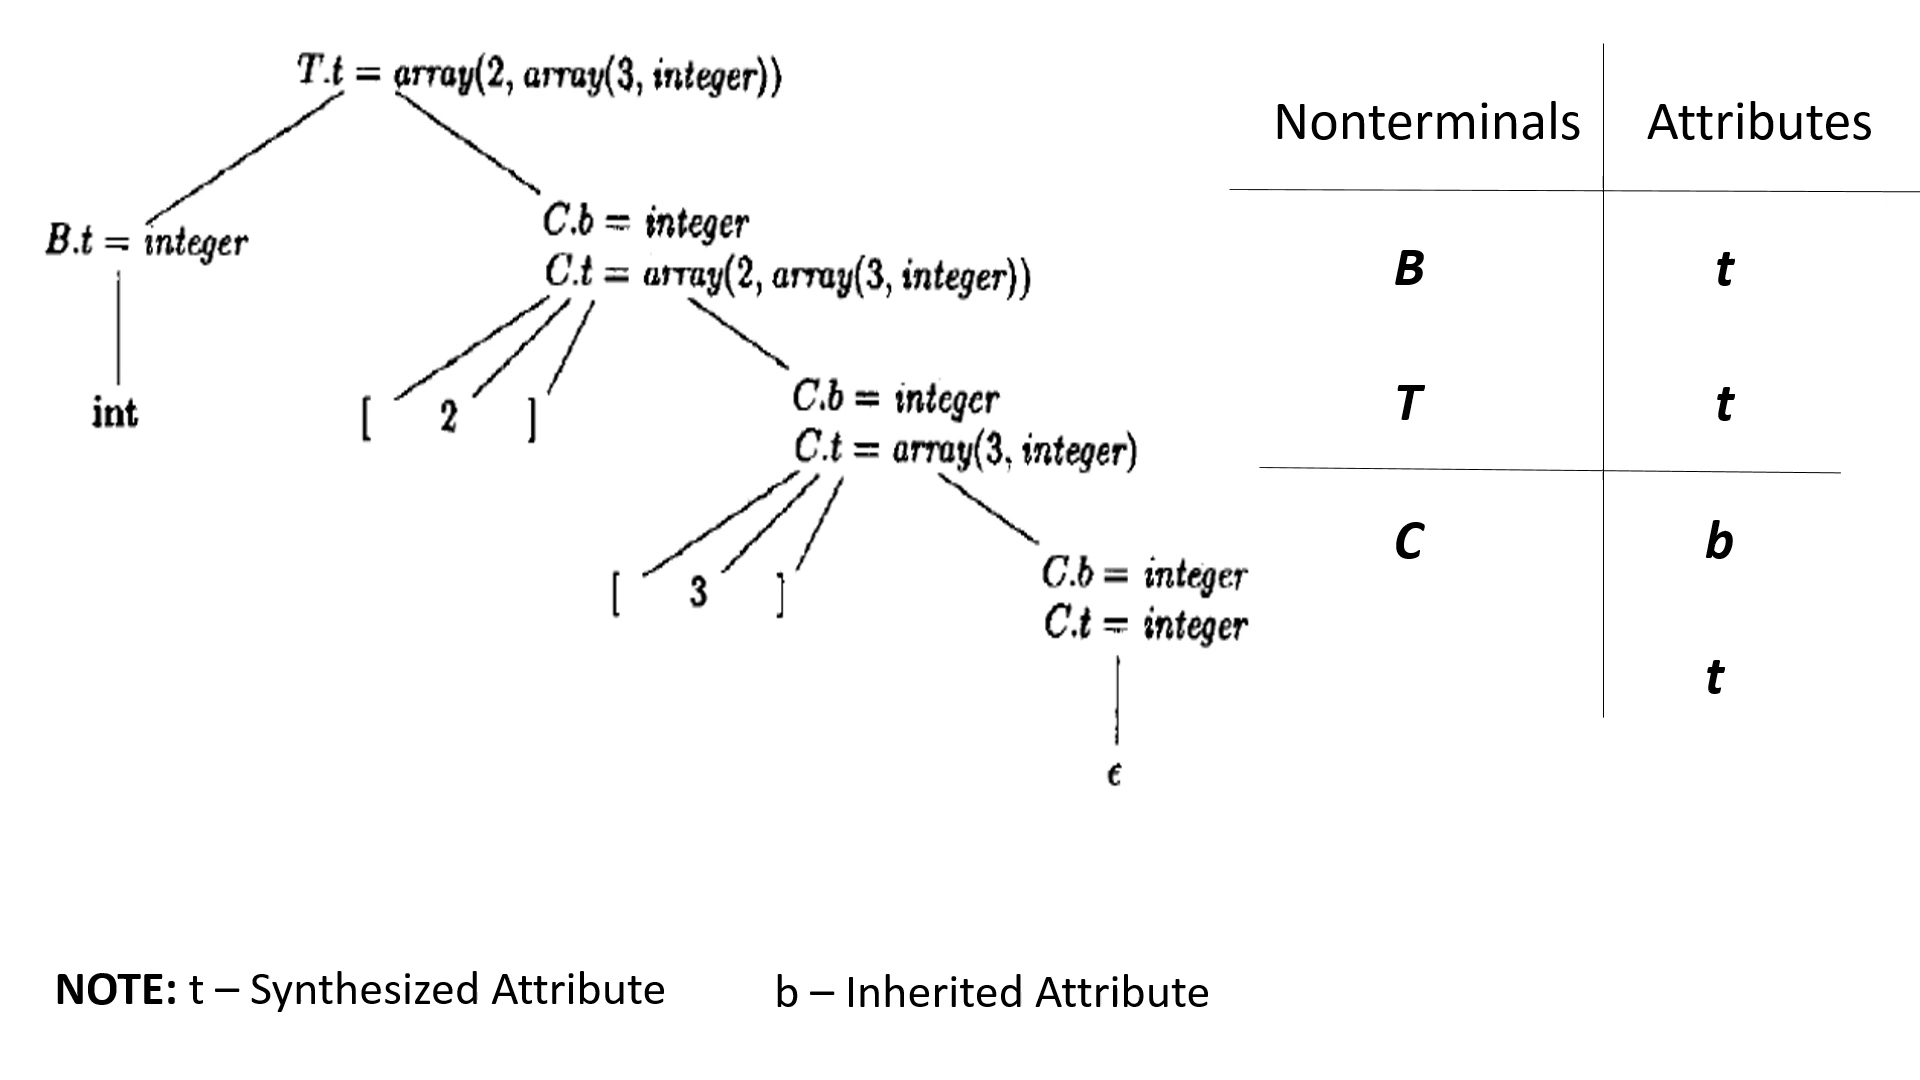 T.t = array(2, array(3, integer))
B.t = integer
C.b = integer
C.t = array(2, array(3, integer))
int
[ 2 ]
C.b = integer
C.t = array(3, integer)
[ 3 ]
C.b = integer
C.t = integer
ϵ
Nonterminals Attributes
B t
T t
C b
t
NOTE: t – Synthesized Attribute b – Inherited Attribute